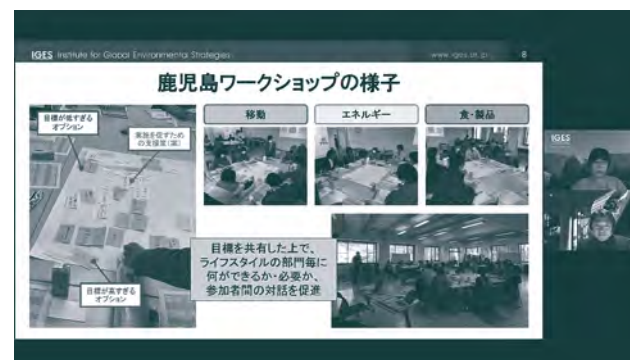 IGES Institute for Global Environmental Strategies
www.iges.or.jp
8
鹿児島ワークショップの様子
目標が低すぎる
オプション
実施を促すため
の支援策(案)
移動
エネルギー
食・製品
目標を共有した上で、
ライフスタイルの部門毎に
何ができるか・必要か、
参加者間の対話を促進
目標が高すぎる
オプション
IGES